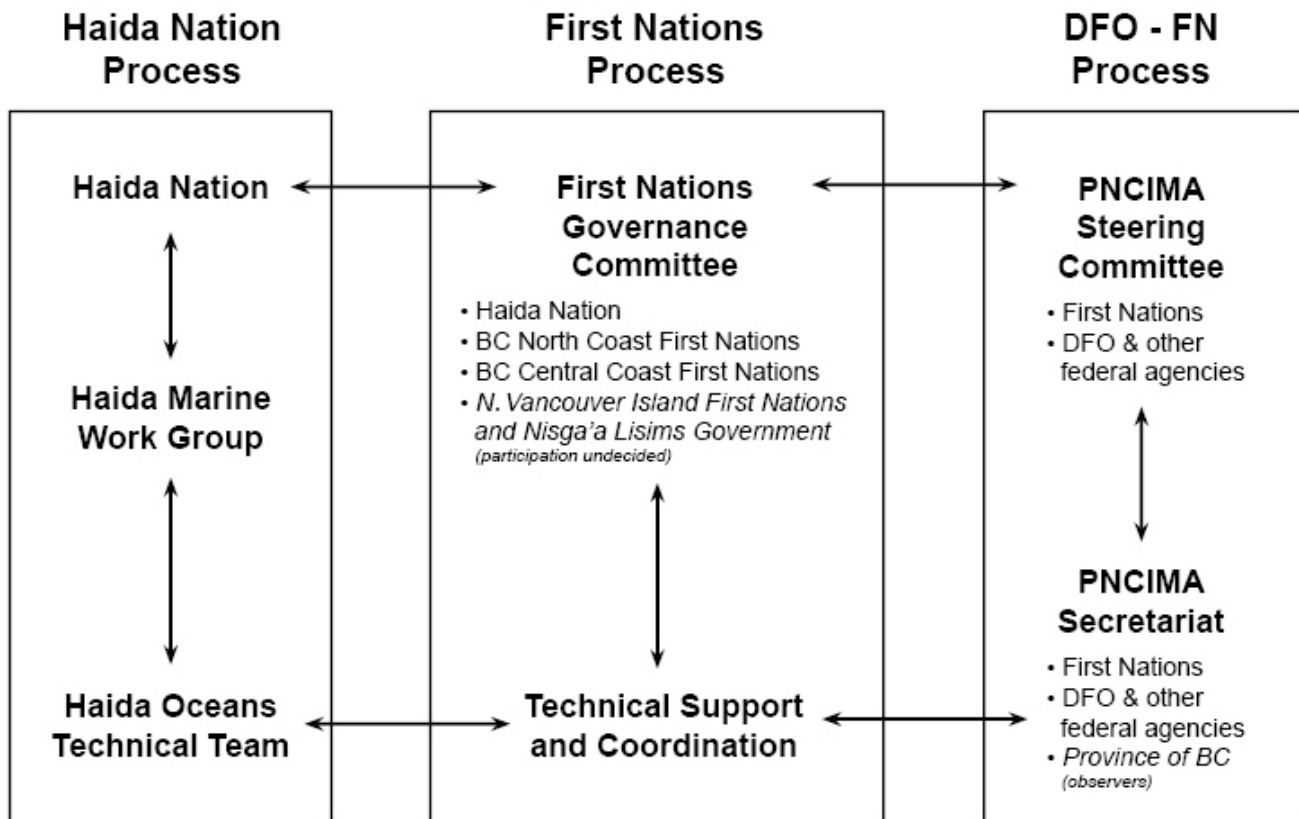 Haida Nation
Process
First Nations
Process
DFO - FN
Process
Haida Nation
Haida Marine
Work Group
Haida Oceans
Technical Team
First Nations
Governance
Committee
• Haida Nation
• BC North Coast First Nations
• BC Central Coast First Nations
• N. Vancouver Island First Nations
and Nisga'a Lisims Government
(participation undecided)
Technical Support
and Coordination
PNCIMA
Steering
Committee
• First Nations
• DFO & other
federal agencies
PNCIMA
Secretariat
• First Nations
• DFO & other
federal agencies
• Province of BC
(observers)